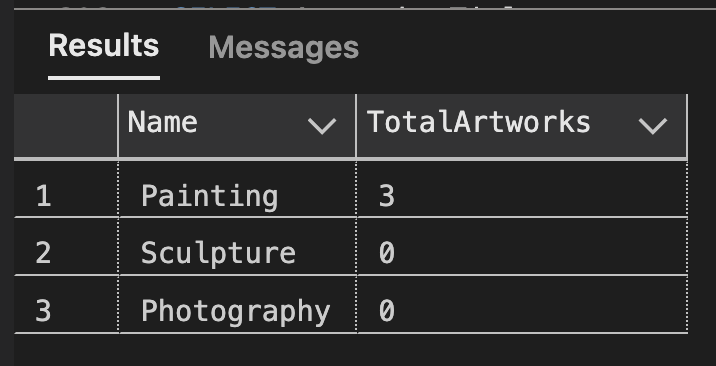 Results Messages
Name TotalArtworks
1 Painting 3
2 Sculpture 0
3 Photography 0